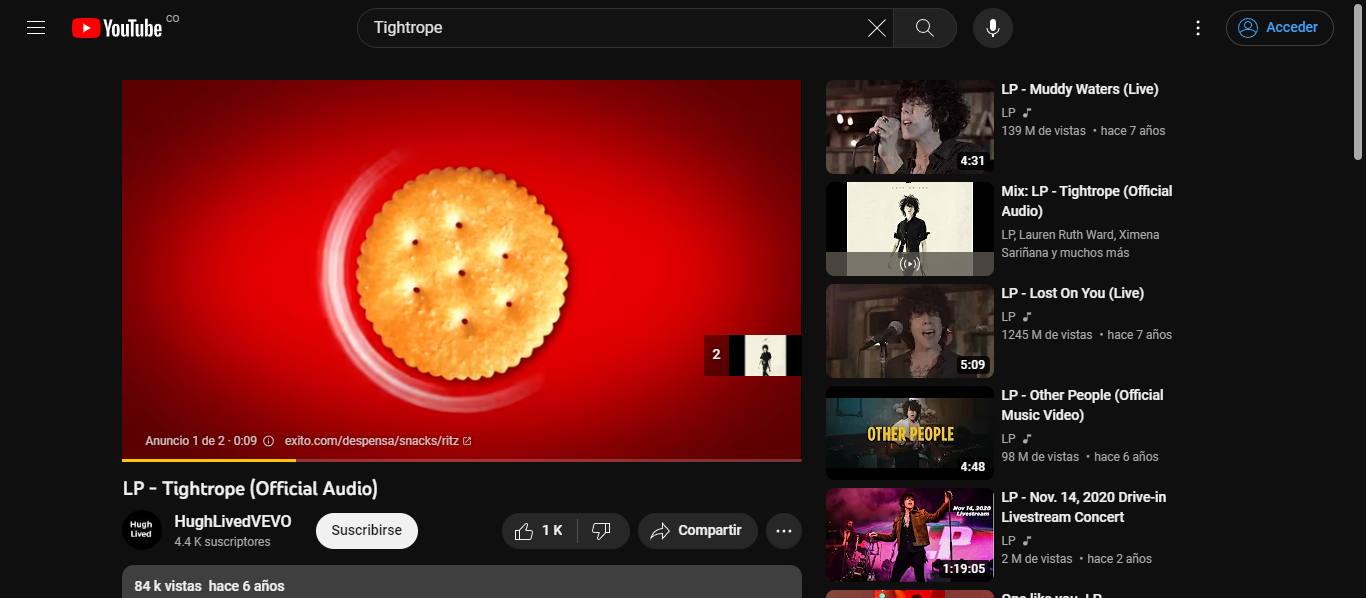 YouTube CO
Tightrope
Acceder
2
Anuncio 1 de 2 · 0:09
exito.com/despensa/snacks/ritz
LP - Tightrope (Official Audio)
Hugh
Lived
HughLivedVEVO
4.4 K suscriptores
Suscribirse
1 K
Compartir
84 k vistas hace 6 años
LP - Muddy Waters (Live)
LP
139 M de vistas • hace 7 años
4:31
Mix: LP - Tightrope (Official
Audio)
LP, Lauren Ruth Ward, Ximena
Sariñana y muchos más
LP - Lost On You (Live)
LP
1245 M de vistas • hace 7 años
5:09
LP - Other People (Official
Music Video)
LP
98 M de vistas • hace 6 años
OTHER PEOPLE
4:48
LP - Nov. 14, 2020 Drive-in
Livestream Concert
LP
2 M de vistas • hace 2 años
Nov 14, 2020
Livestream
1:19:05